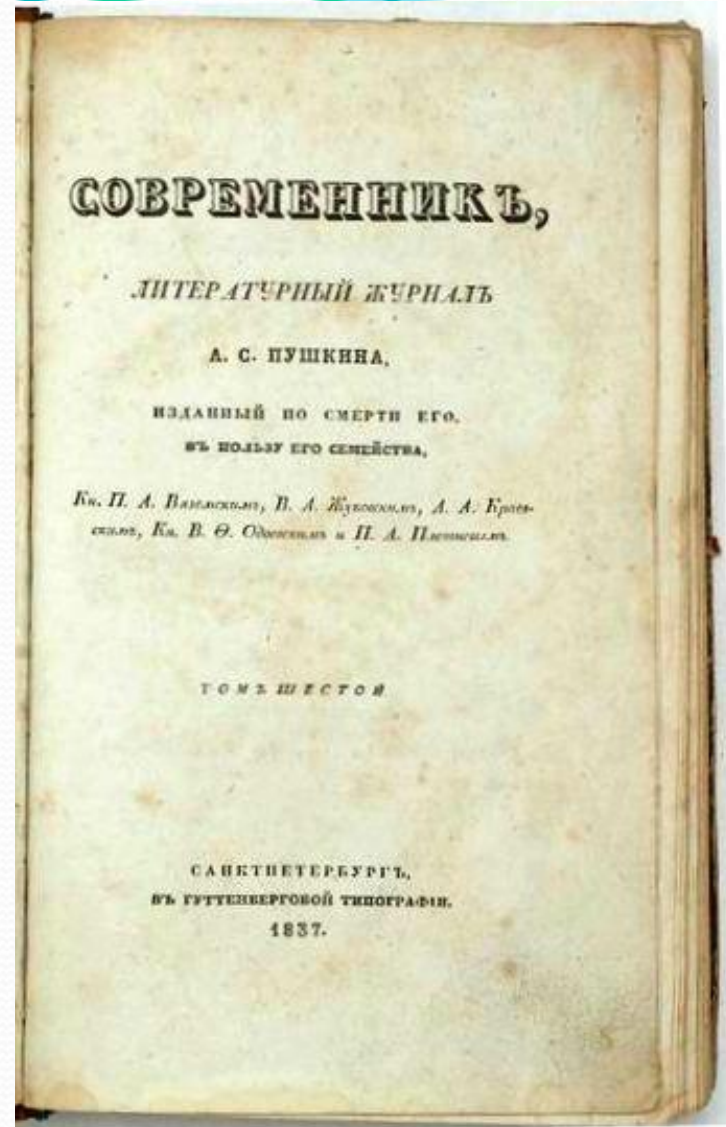 СОВРЕМЕННИКЪ,
ЛИТЕРАТУРНЫЙ ЖУРНАЛЪ
А. С. ПУШКИНА,
ИЗДАННЫЙ ПО СМЕРТИ ЕГО,
ВЪ ПОЛЬЗУ ЕГО СЕМЕЙСТВА,
Кн. П. А. Вяземскимъ, В. А. Жуковскимъ, А. А. Краев-
скимъ, Кн. В. Ѳ. Одоевскимъ и П. А. Плетневымъ
ТОМЪ ШЕСТОЙ
САНКТПЕТЕРБУРГЪ,
ВЪ ГУТТЕНБЕРГОВОЙ ТИПОГРАФІИ.
1837.